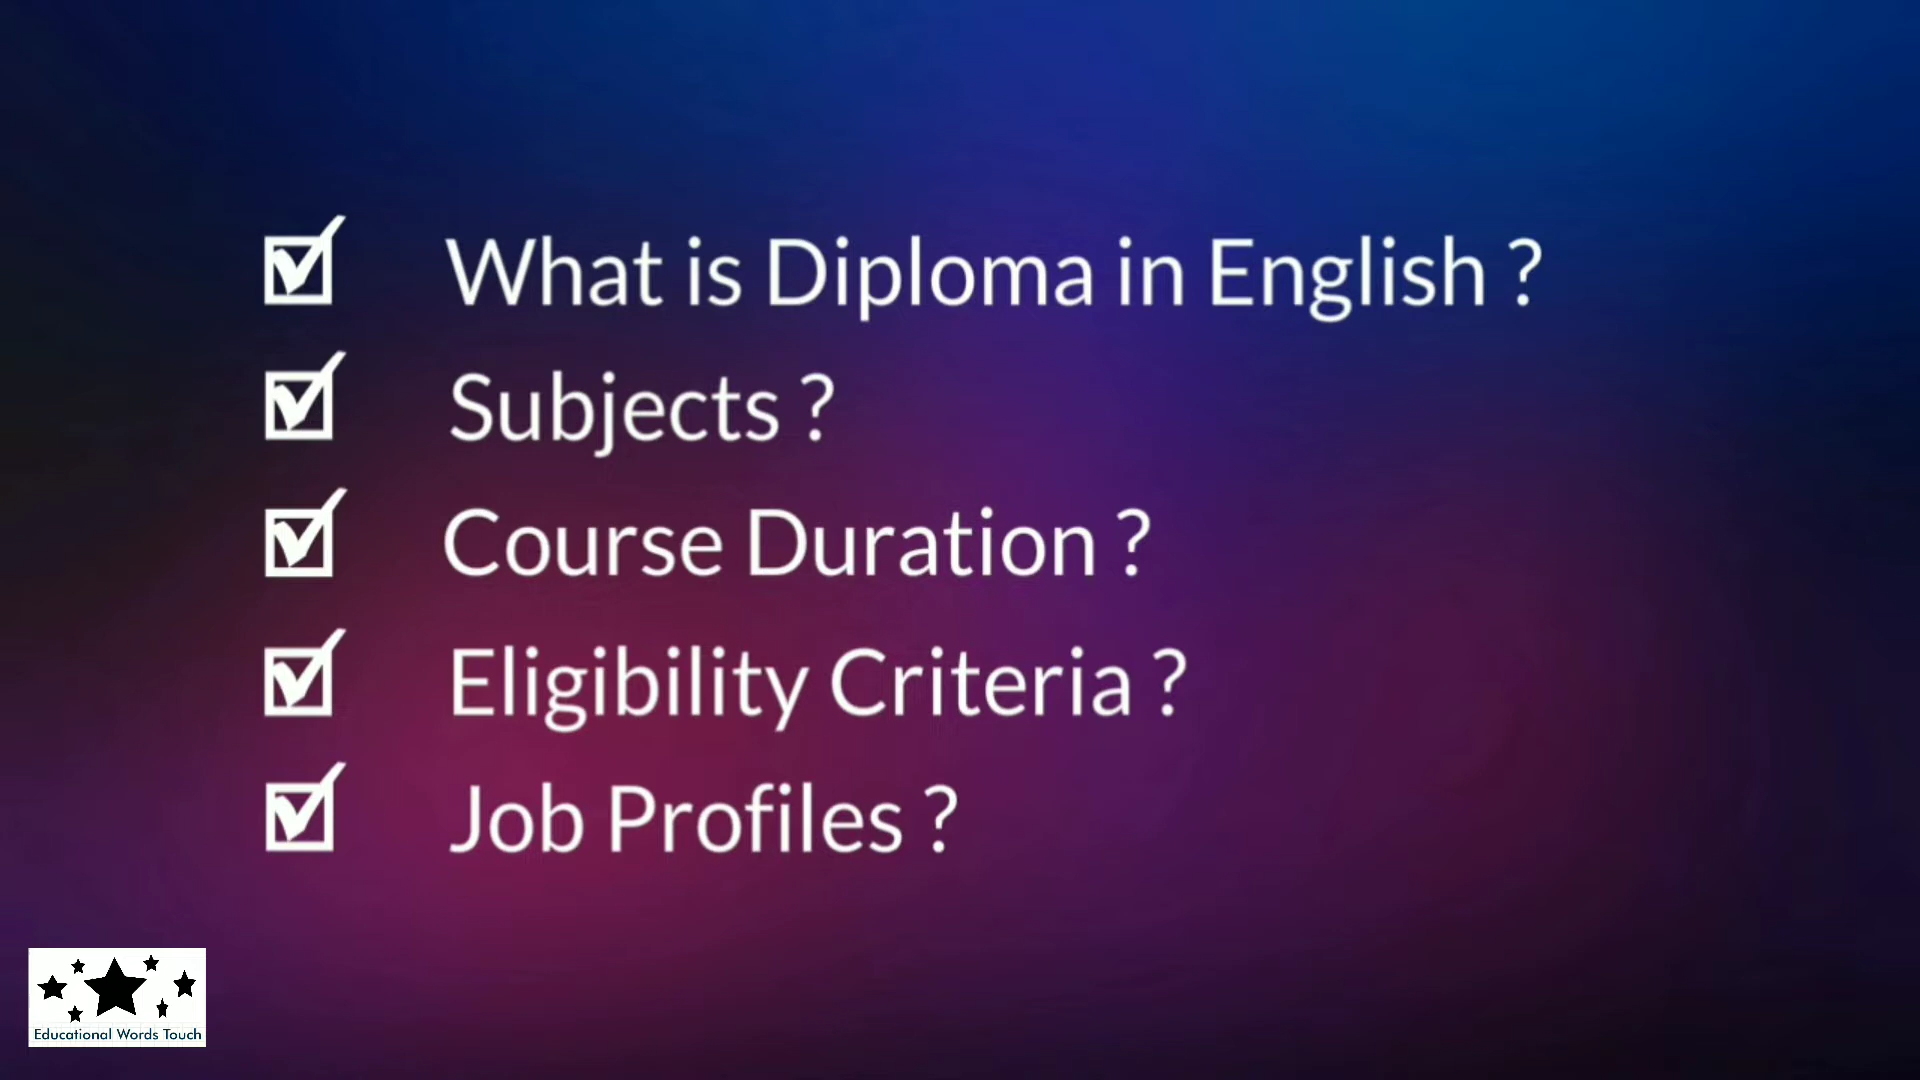 What is Diploma in English ?
Subjects ?
Course Duration ?
Eligibility Criteria ?
Job Profiles ?
Educational Words Touch